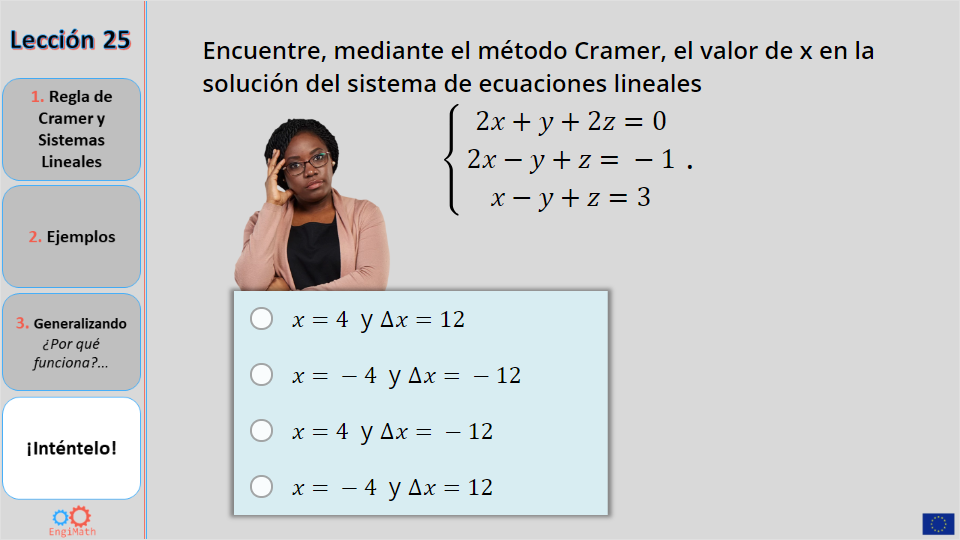 Lección 25
1. Regla de
Cramer y
Sistemas
Lineales
2. Ejemplos
3. Generalizando
¿Por qué
funciona?...
¡Inténtelo!
EngiMath
Encuentre, mediante el método Cramer, el valor de x en la
solución del sistema de ecuaciones lineales
2x + y + 2z = 0
2x − y + z = − 1 .
x − y + z = 3
x = 4 y Δx = 12
x = − 4 y Δx = − 12
x = 4 y Δx = − 12
x = − 4 y Δx = 12